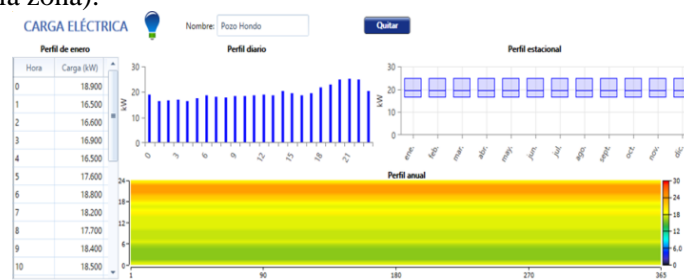 la zona).
CARGA ELÉCTRICA
Nombre: Pozo Hondo
Quitar
Perfil de enero
Hora Carga (kW)
0 18.900
1 16.500
2 16.600
3 16.900
4 16.500
5 17.600
6 18.800
7 18.200
8 17.700
9 18.400
10 18.500
Perfil diario
kW
30
20
10
0
0 3 6 9 12 15 18 21
Perfil estacional
kW
30
20
10
0
ene. feb. mar. abr. may. jun. jul. ago. sept. oct. nov. dic.
Perfil anual
24
18
12
6
0
1 90 180 270 365
30
24
18
12
6.0
0